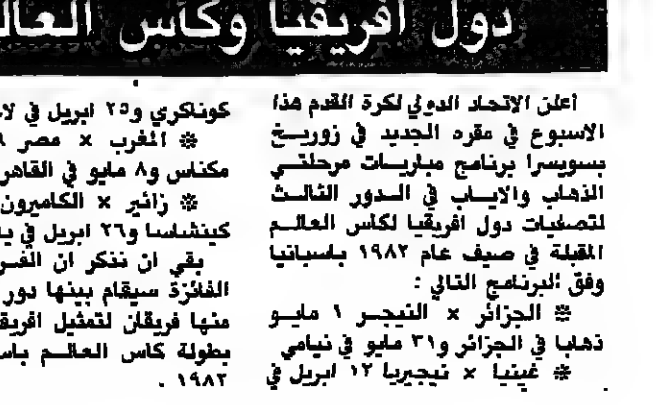 دول افريقيا وكأس العال
أعلن الاتحاد الدولي لكرة القدم هذا
الاسبوع في مقره الجديد في زوريخ
بسويسرا برنامج مباريات مرحلتي
الذهاب والاياب في الدور الثالث
لتصفيات دول افريقيا لكاس العالم
المقبلة في صيف عام ١٩٨٢ باسبانيا
وفق البرنامج التالي :
❊ الجزائر × النيجر ١ مايو
ذهابا في الجزائر و٣١ مايو في نيامي
❊ غينيا × نيجيريا ١٢ ابريل في
كوناكري و٢٥ ابريل في لا
❊ المغرب × مصر
مكناس و٨ مايو في القاهر
❊ زائير × الكاميرون
كينشاسا و٢٦ ابريل في ي
بقي ان نذكر ان الفر
الفائزة سيقام بينها دور
منها فريقان لتمثيل افريق
بطولة كاس العالم باس
١٩٨٢ .